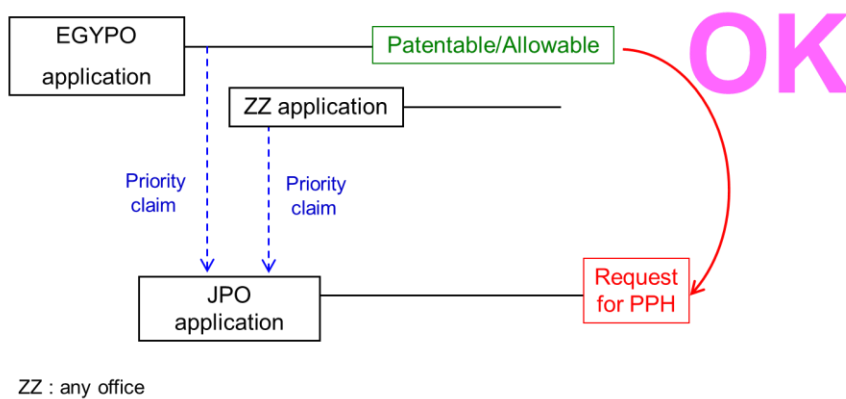 EGYPO
application
Patentable/Allowable
OK
ZZ application
Priority
claim
Priority
claim
JPO
application
Request
for PPH
ZZ : any office